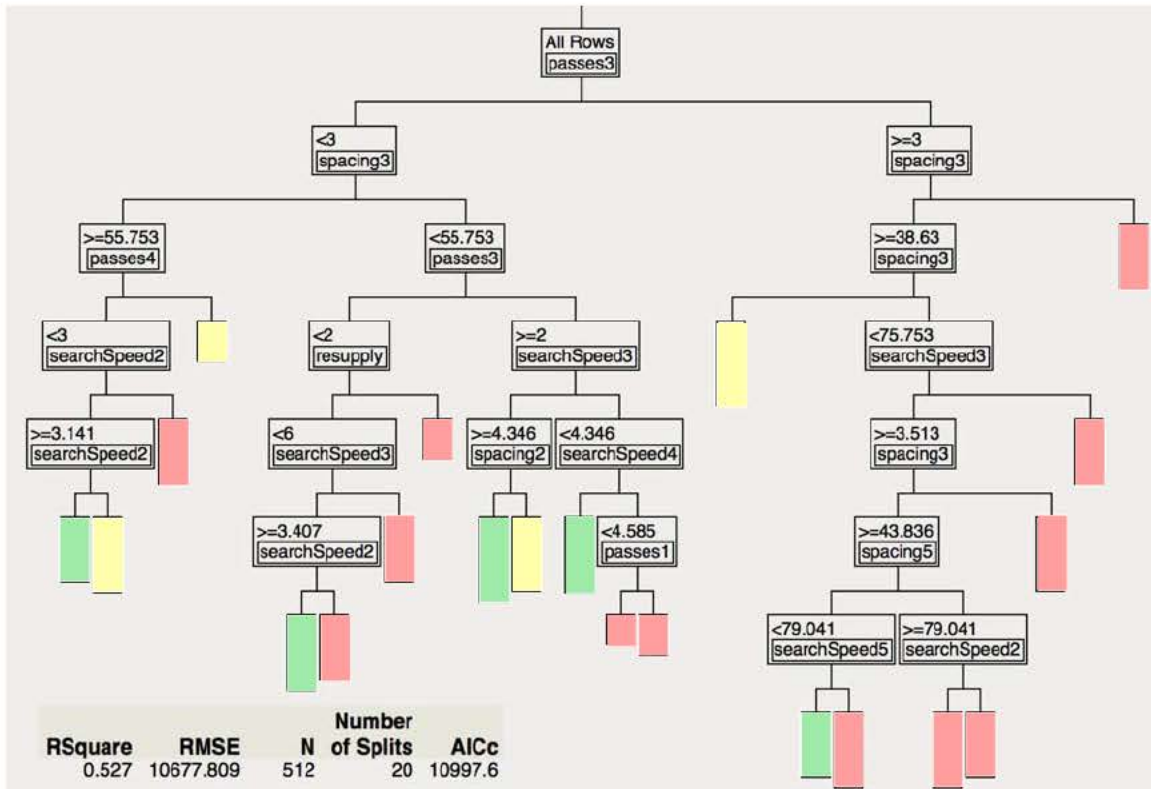 All Rows
passes3
<3
spacing3
>=3
spacing3
>=55.753
passes4
<55.753
passes3
>=38.63
spacing3
<3
searchSpeed2
<2
resupply
>=2
searchSpeed3
<75.753
searchSpeed3
>=3.141
searchSpeed2
<6
searchSpeed3
>=4.346
spacing2
<4.346
searchSpeed4
>=3.513
spacing3
>=3.407
searchSpeed2
<4.585
passes1
>=43.836
spacing5
<79.041
searchSpeed5
>=79.041
searchSpeed2
Number
RSquare RMSE N of Splits AICc
0.527 10677.809 512 20 10997.6